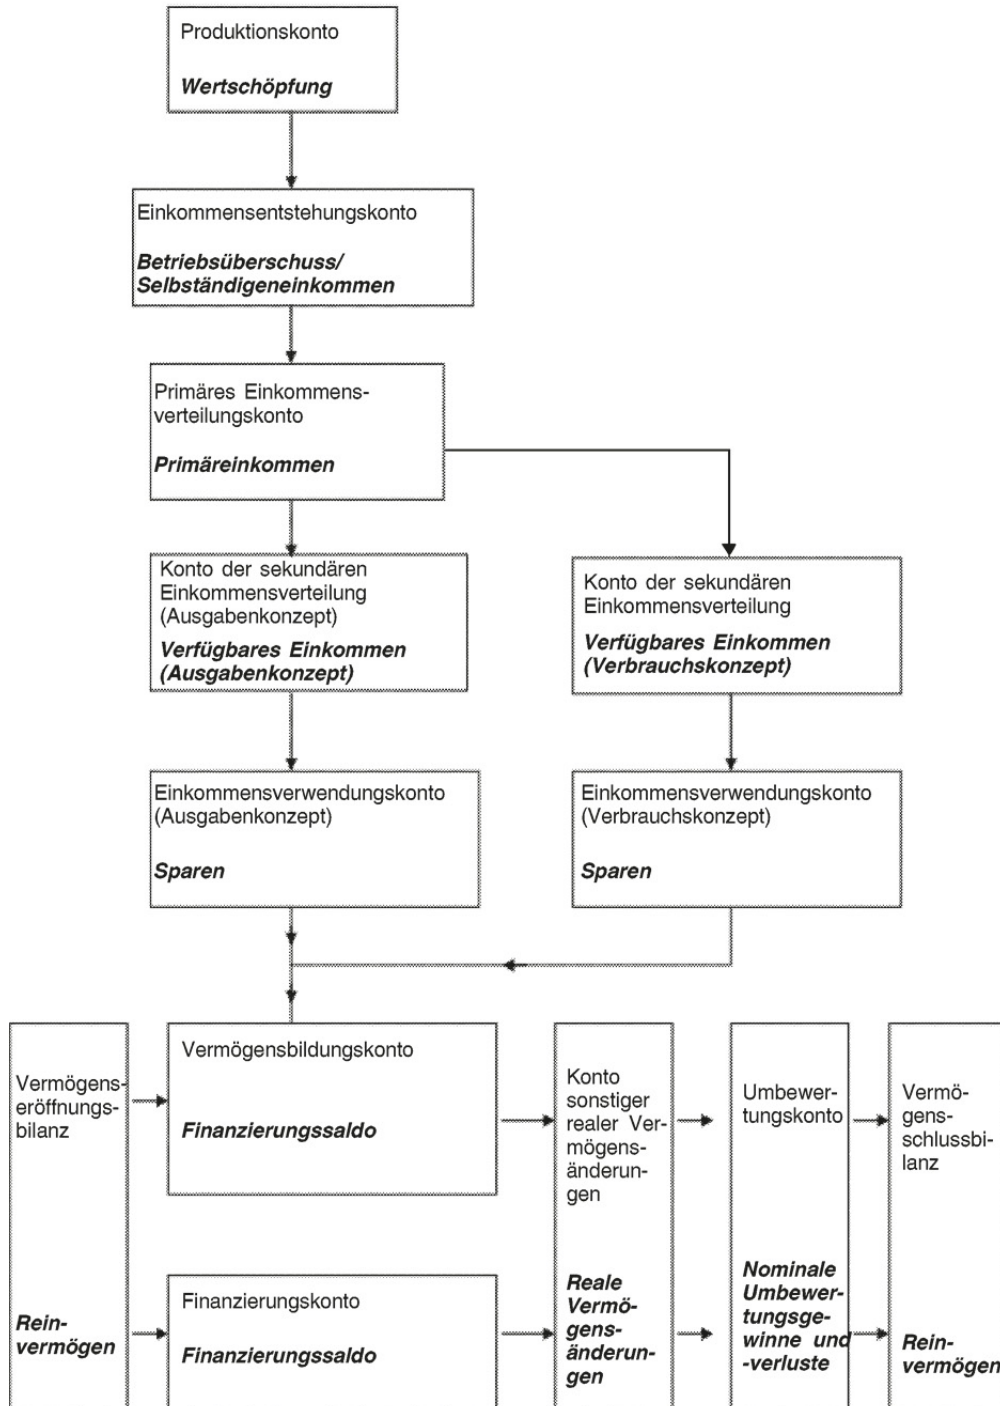 Produktionskonto
Wertschöpfung
Einkommensentstehungskonto
Betriebsüberschuss/
Selbständigeneinkommen
Primäres Einkommens-
verteilungskonto
Primäreinkommen
Konto der sekundären
Einkommensverteilung
(Ausgabenkonzept)
Verfügbares Einkommen
(Ausgabenkonzept)
Konto der sekundären
Einkommensverteilung
Verfügbares Einkommen
(Verbrauchskonzept)
Einkommensverwendungskonto
(Ausgabenkonzept)
Sparen
Einkommensverwendungskonto
(Verbrauchskonzept)
Sparen
Vermögens-
eröffnungs-
bilanz
Rein-
vermögen
Vermögensbildungskonto
Finanzierungssaldo
Finanzierungskonto
Finanzierungssaldo
Konto
sonstiger
realer Ver-
mögens-
änderun-
gen
Reale
Vermö-
gens-
änderun-
gen
Umbewer-
tungskonto
Nominale
Umbewer-
tungsge-
winne und
-verluste
Vermö-
gens-
schlussbi-
lanz
Rein-
vermögen